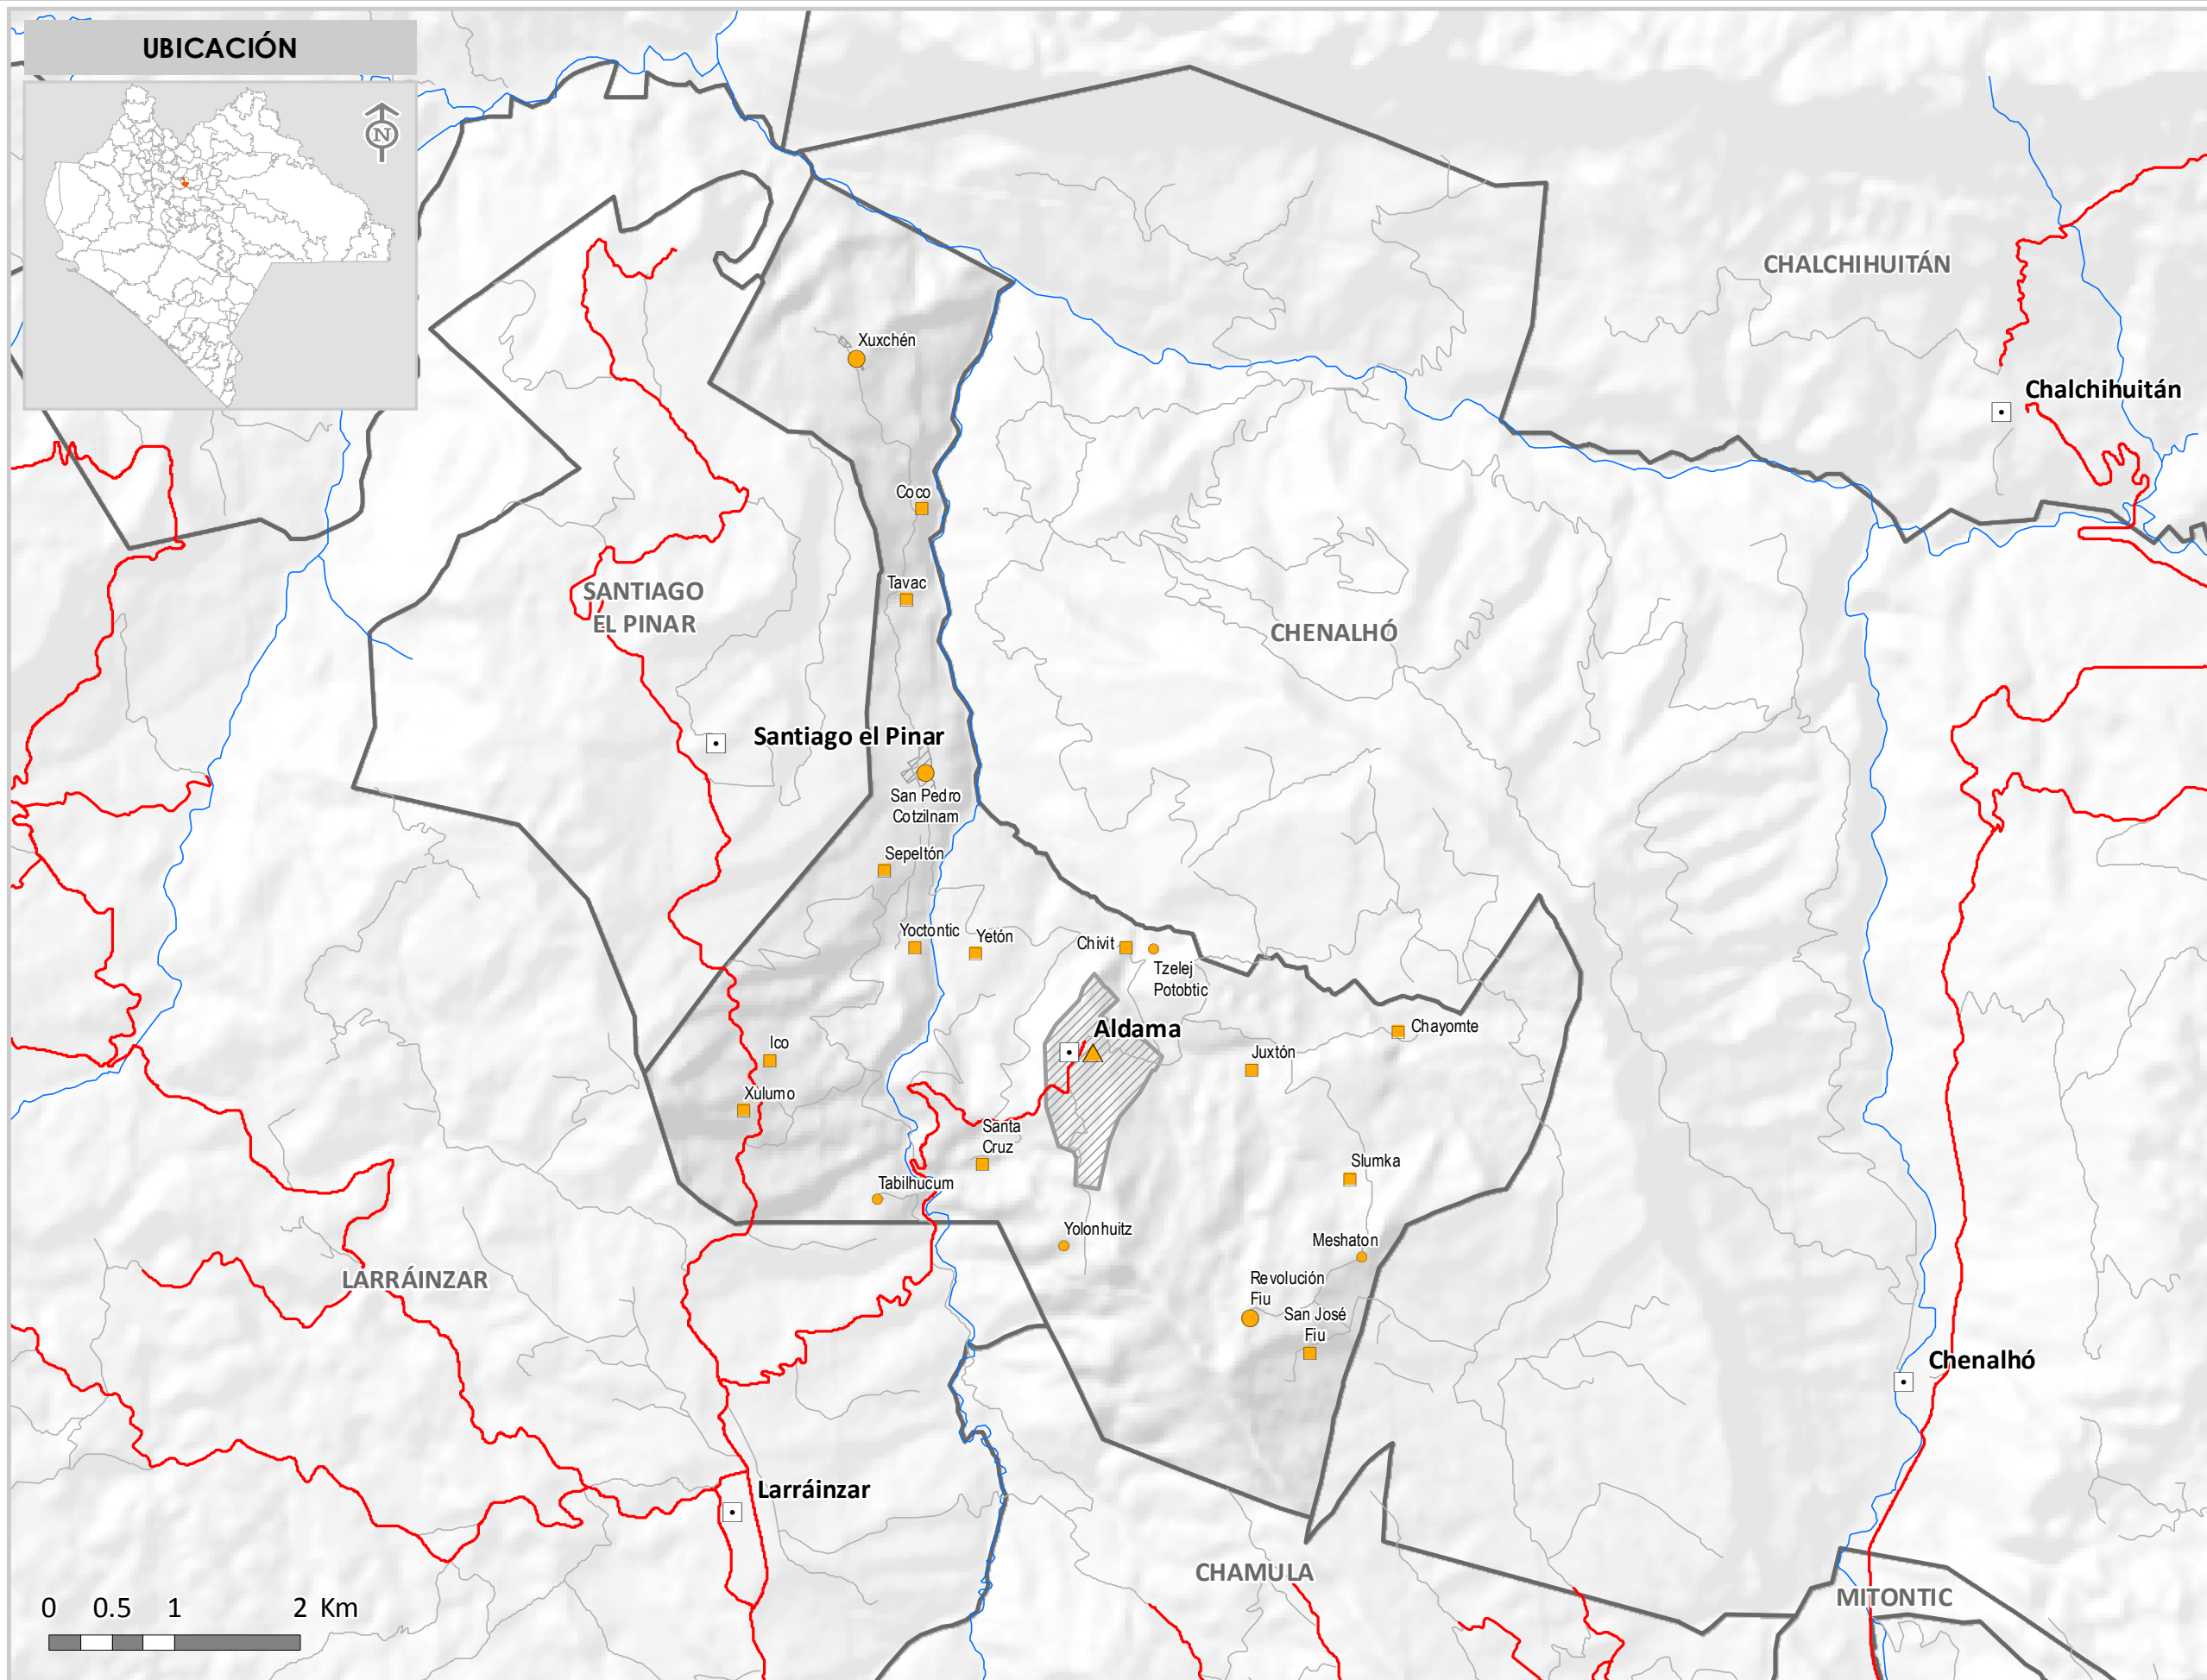 UBICACIÓN
N
CHALCHIHUITÁN
Xuxchén
Chalchihuitán
Coco
Tavac
SANTIAGO
EL PINAR
CHENALHÓ
Santiago el Pinar
San Pedro
Cotzilnam
Sepeltón
Yoctontic
Yetón
Chivit
Tzelej
Potobtic
Aldama
Chayomte
Ico
Juxtón
Xulumo
Santa
Cruz
Slumka
Tabilhucum
Yolonhuitz
Meshaton
LARRÁINZAR
Revolución
Fiu
San José
Fiu
Chenalhó
Larráinzar
CHAMULA
MITONTIC
0 0.5 1 2 Km